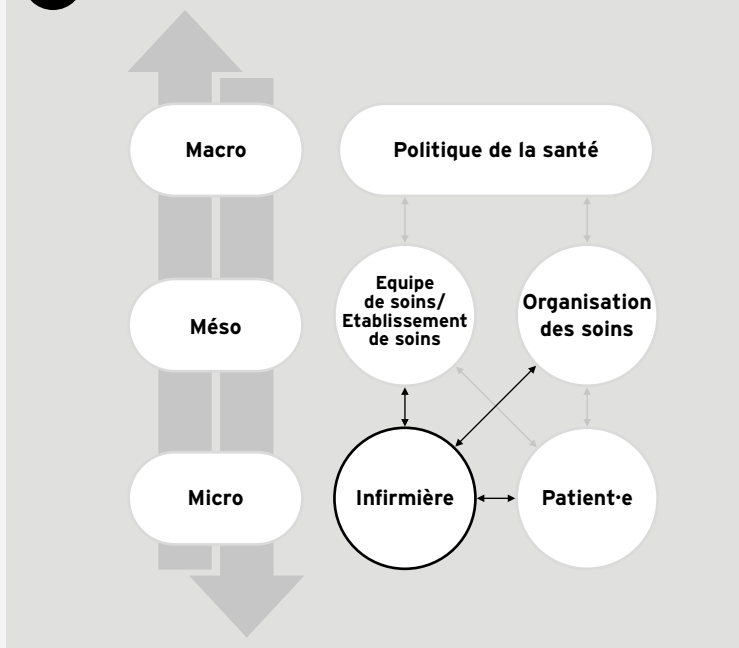 Macro
Politique de la santé
Méso
Equipe
de soins/
Etablissement
de soins
Organisation
des soins
Micro
Infirmière
Patient·e